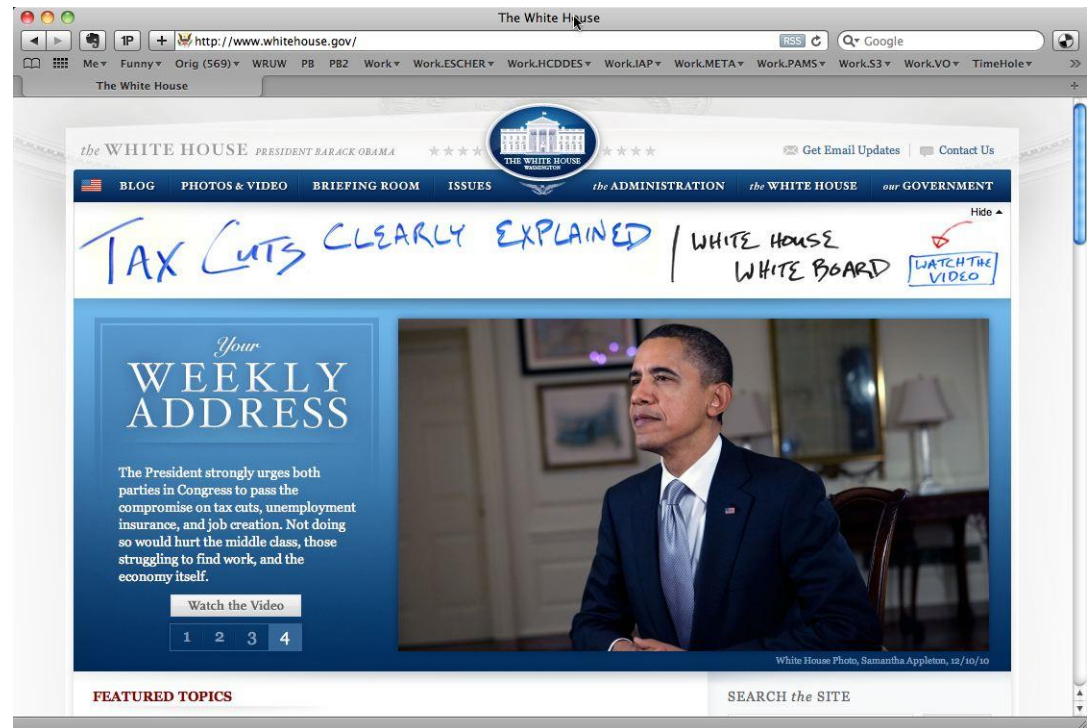 The White House
1P + http://www.whitehouse.gov/ RSS Google
Me Funny Orig (569) WRUW PB PB2 Work Work.ESCHER Work.HCDDES Work.IAP Work.META Work.PAMS Work.S3 Work.VO TimeHole
The White House
the WHITE HOUSE PRESIDENT BARACK OBAMA
THE WHITE HOUSE
WASHINGTON
Get Email Updates Contact Us
BLOG PHOTOS & VIDEO BRIEFING ROOM ISSUES the ADMINISTRATION the WHITE HOUSE our GOVERNMENT
Hide
TAX CUTS CLEARLY EXPLAINED
WHITE HOUSE
WHITE BOARD
WATCH THE
VIDEO
Your
WEEKLY
ADDRESS
The President strongly urges both
parties in Congress to pass the
compromise on tax cuts, unemployment
insurance, and job creation. Not doing
so would hurt the middle class, those
struggling to find work, and the
economy itself.
Watch the Video
1 2 3 4
White House Photo, Samantha Appleton, 12/10/10
FEATURED TOPICS
SEARCH the SITE